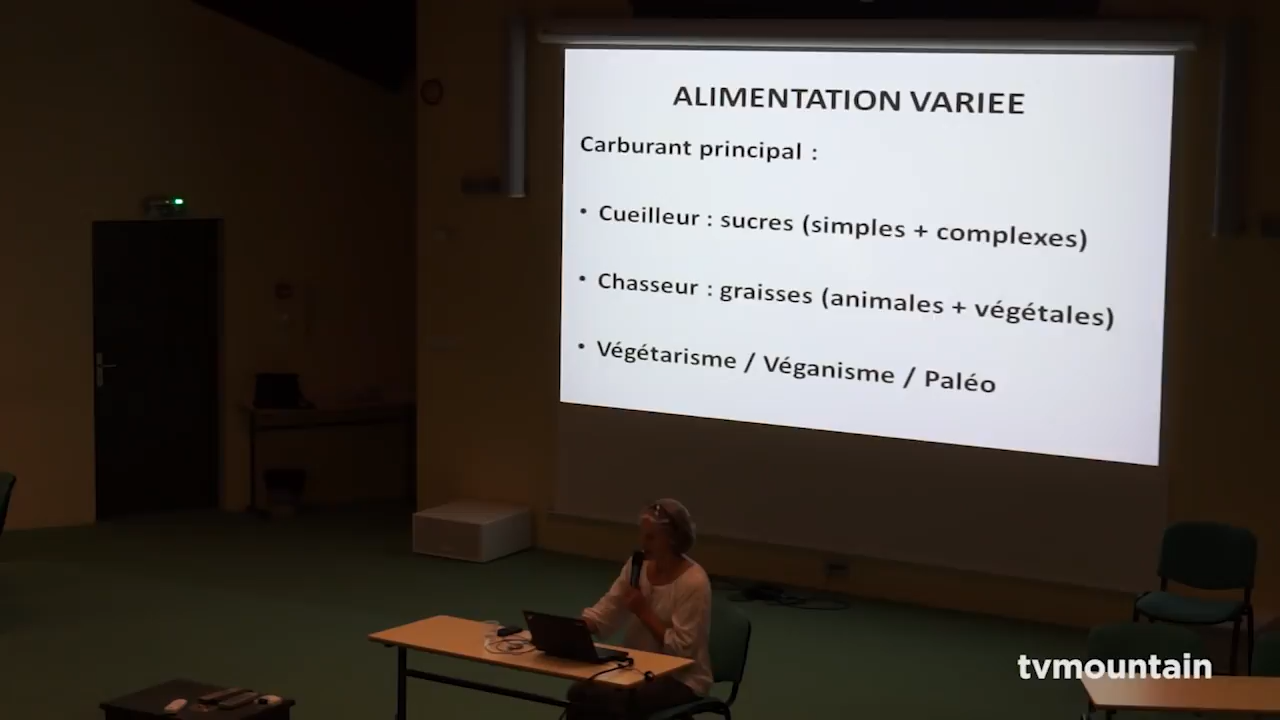 ALIMENTATION VARIEE
Carburant principal :
• Cueilleur : sucres (simples + complexes)
• Chasseur : graisses (animales + végétales)
• Végétarisme / Véganisme / Paléo
tvmountain